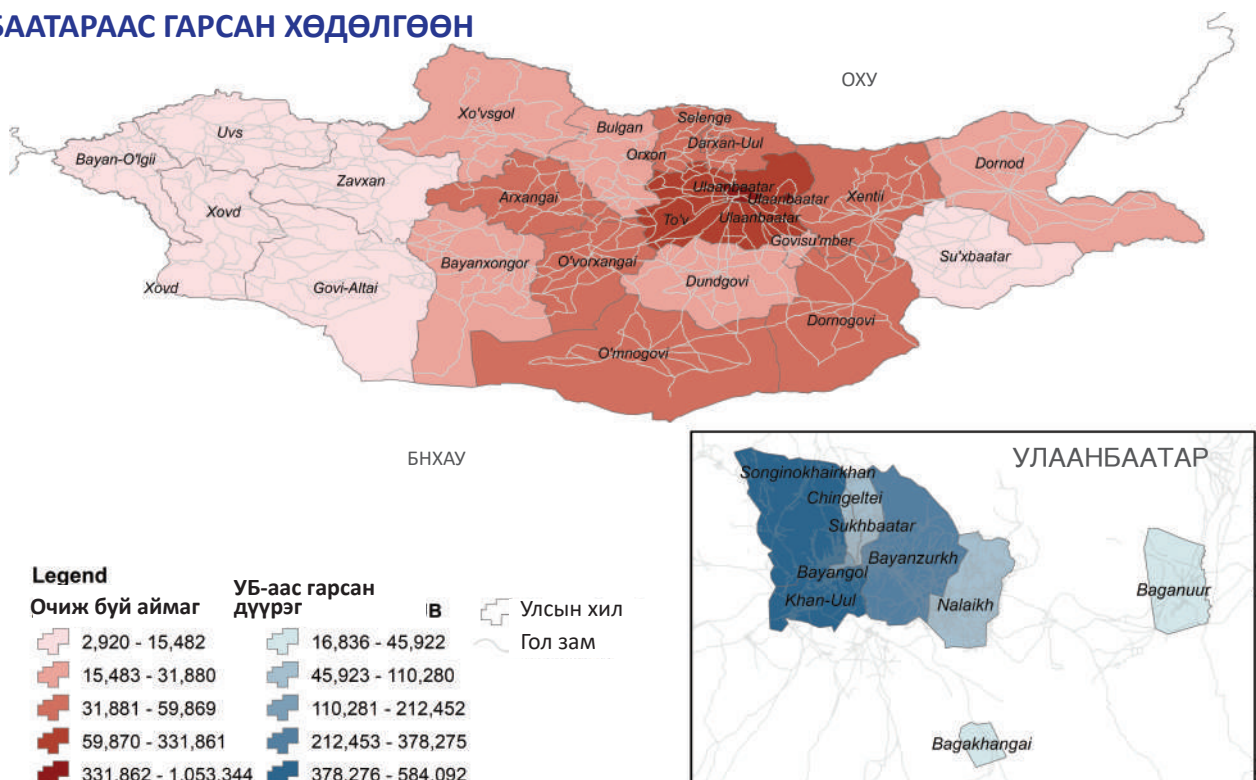 БААТАРААС ГАРСАН ХӨДӨЛГӨӨН
ОХУ
Xo'vsgol
Selenge
Bulgan
Uvs
Darxan-Uul
Orxon
Dornod
Bayan-O'lgii
Zavxan
Ulaanbaatar
Arxangai
Ulaanbaatar
Xentii
Xovd
To'v
Ulaanbaatar
Govisu'mber
Su'xbaatar
Bayanxongor
O'vorxangai
Dundgovi
Xovd
Govi-Altai
Dornogovi
O'mnogovi
БНХАУ
УЛААНБААТАР
Songinokhairkhan
Chingeltei
Sukhbaatar
Bayanzurkh
Bayangol
Khan-Uul
Nalaikh
Baganuur
Bagakhangai
Legend
Очиж буй аймаг
2,920 - 15,482
15,483 - 31,880
31,881 - 59,869
59,870 - 331,861
331,862 - 1,053,344
УБ-аас гарсан
дүүрэг
В
16,836 - 45,922
45,923 - 110,280
110,281 - 212,452
212,453 - 378,275
378,276 - 584,092
Улсын хил
Гол зам